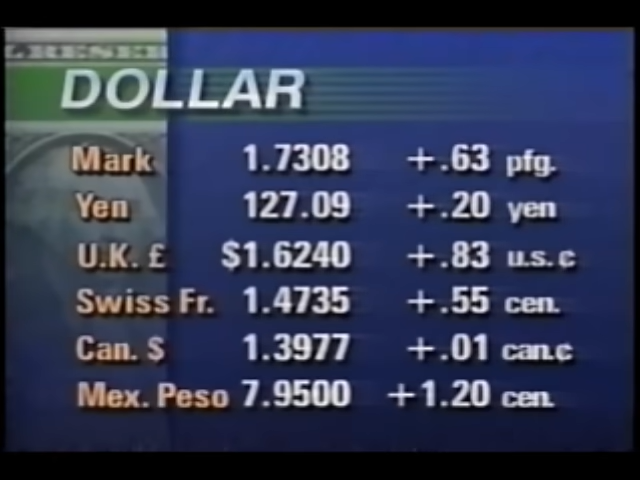 DOLLAR
Mark 1.7308 +.63 pfg.
Yen 127.09 +.20 yen
U.K. £ $1.6240 +.83 u.s.¢
Swiss Fr. 1.4735 +.55 cen.
Can. $ 1.3977 +.01 can.¢
Mex. Peso 7.9500 +1.20 cen.